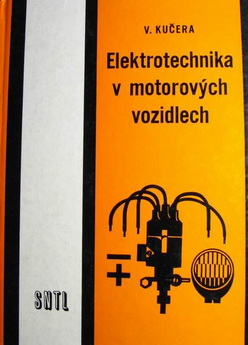 V. KUČERA
Elektrotechnika
v motorových
vozidlech
SNTL